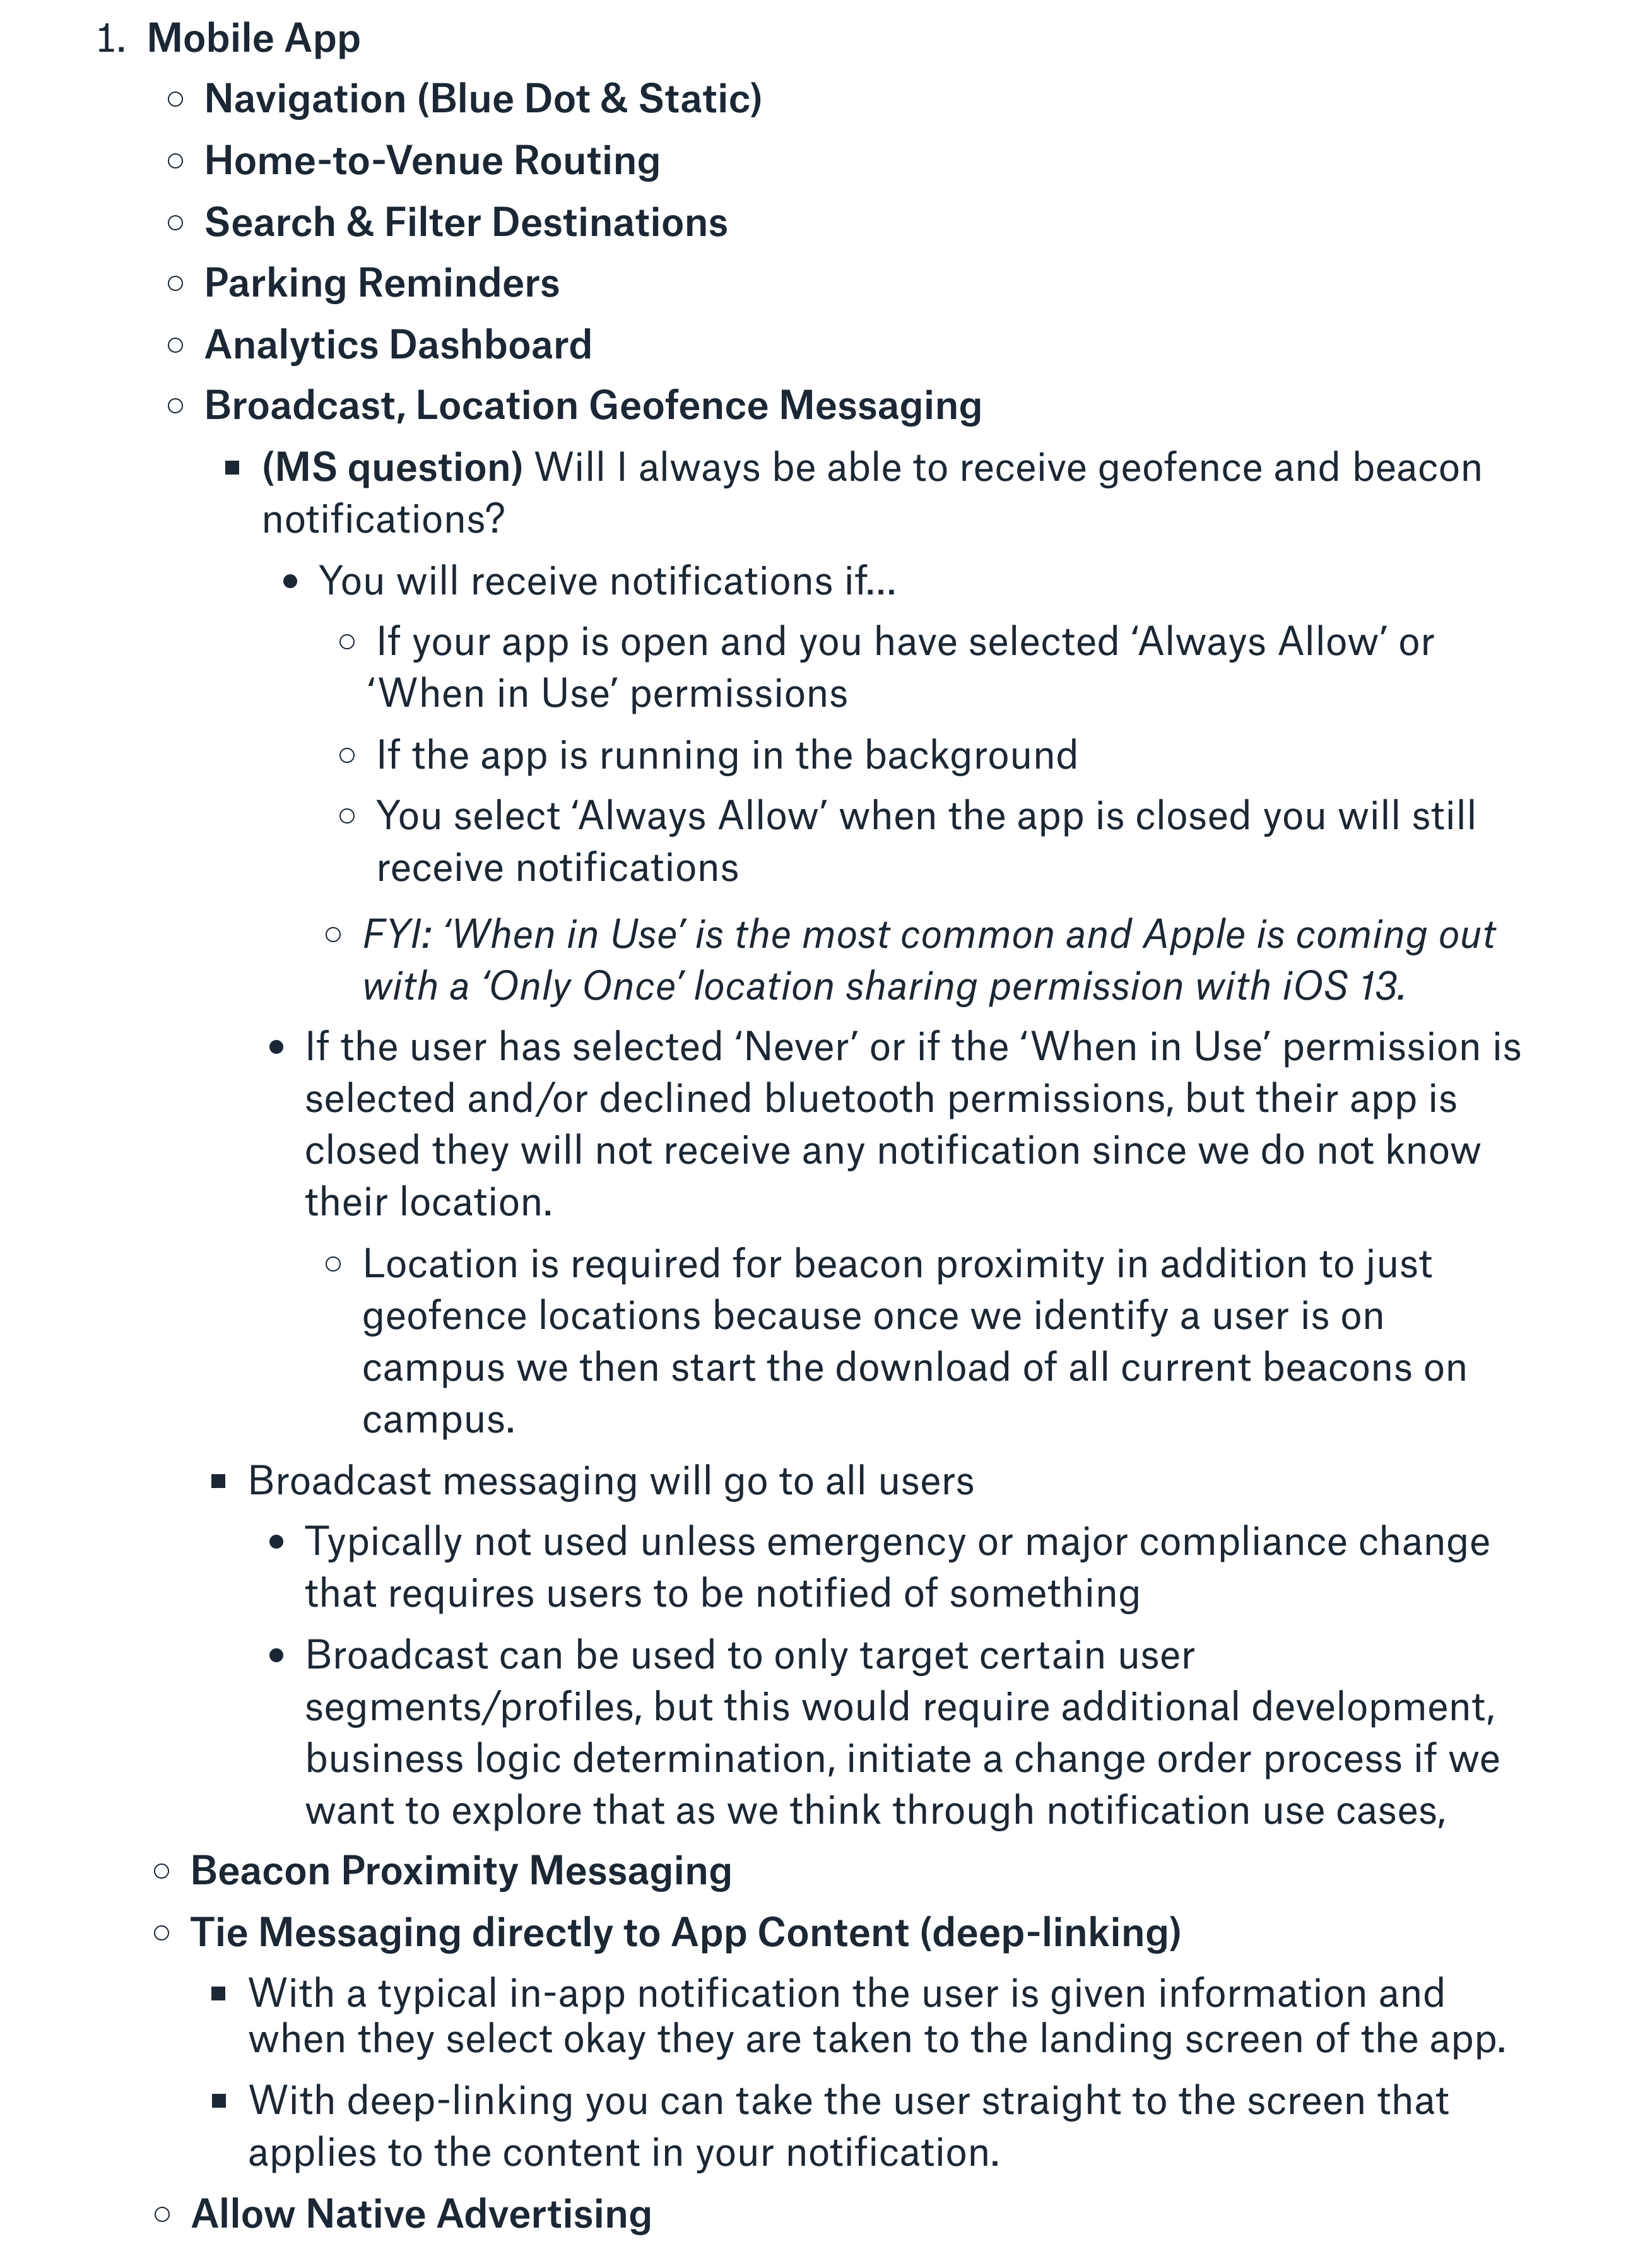 1. Mobile App
○ Navigation (Blue Dot & Static)
○ Home-to-Venue Routing
○ Search & Filter Destinations
○ Parking Reminders
○ Analytics Dashboard
○ Broadcast, Location Geofence Messaging
■ (MS question) Will I always be able to receive geofence and beacon
notifications?
● You will receive notifications if...
○ If your app is open and you have selected ‘Always Allow’ or
‘When in Use’ permissions
○ If the app is running in the background
○ You select ‘Always Allow’ when the app is closed you will still
receive notifications
○ FYI: ‘When in Use’ is the most common and Apple is coming out
with a ‘Only Once’ location sharing permission with iOS 13.
● If the user has selected ‘Never’ or if the ‘When in Use’ permission is
selected and/or declined bluetooth permissions, but their app is
closed they will not receive any notification since we do not know
their location.
○ Location is required for beacon proximity in addition to just
geofence locations because once we identify a user is on
campus we then start the download of all current beacons on
campus.
■ Broadcast messaging will go to all users
● Typically not used unless emergency or major compliance change
that requires users to be notified of something
● Broadcast can be used to only target certain user
segments/profiles, but this would require additional development,
business logic determination, initiate a change order process if we
want to explore that as we think through notification use cases,
○ Beacon Proximity Messaging
○ Tie Messaging directly to App Content (deep-linking)
■ With a typical in-app notification the user is given information and
when they select okay they are taken to the landing screen of the app.
■ With deep-linking you can take the user straight to the screen that
applies to the content in your notification.
○ Allow Native Advertising